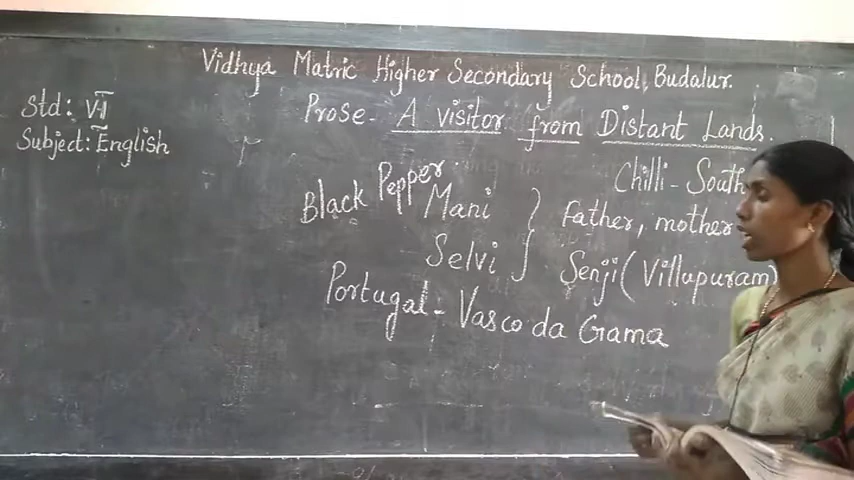 Vidhya Matric Higher Secondary School, Budalur.
Std: VII
Prose - A visitor from Distant Lands.
Subject: English
Chilli - South
Black Pepper
Mani } Father, mother
Selvi } Senji (Villupuram)
Portugal - Vasco da Gama